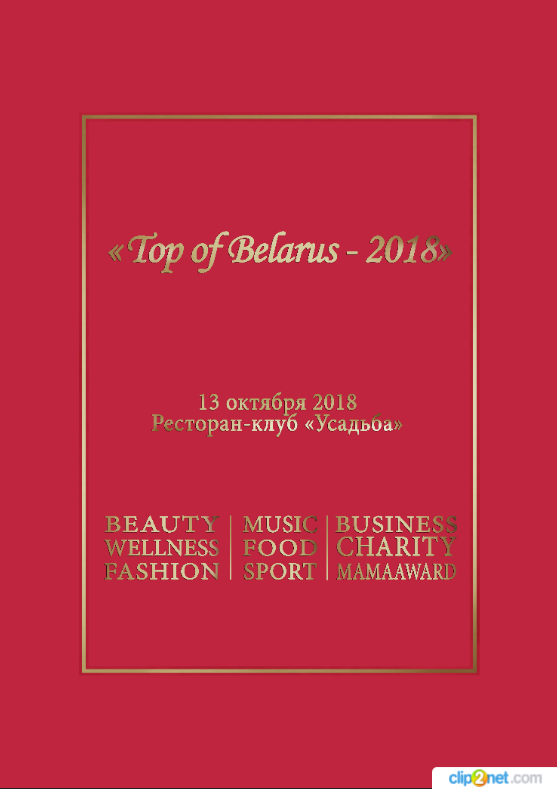 «Top of Belarus - 2018»
13 октября 2018
Ресторан-клуб «Усадьба»
BEAUTY | MUSIC | BUSINESS
WELLNESS | FOOD | CHARITY
FASHION | SPORT | MAMAAWARD
clip2net.com